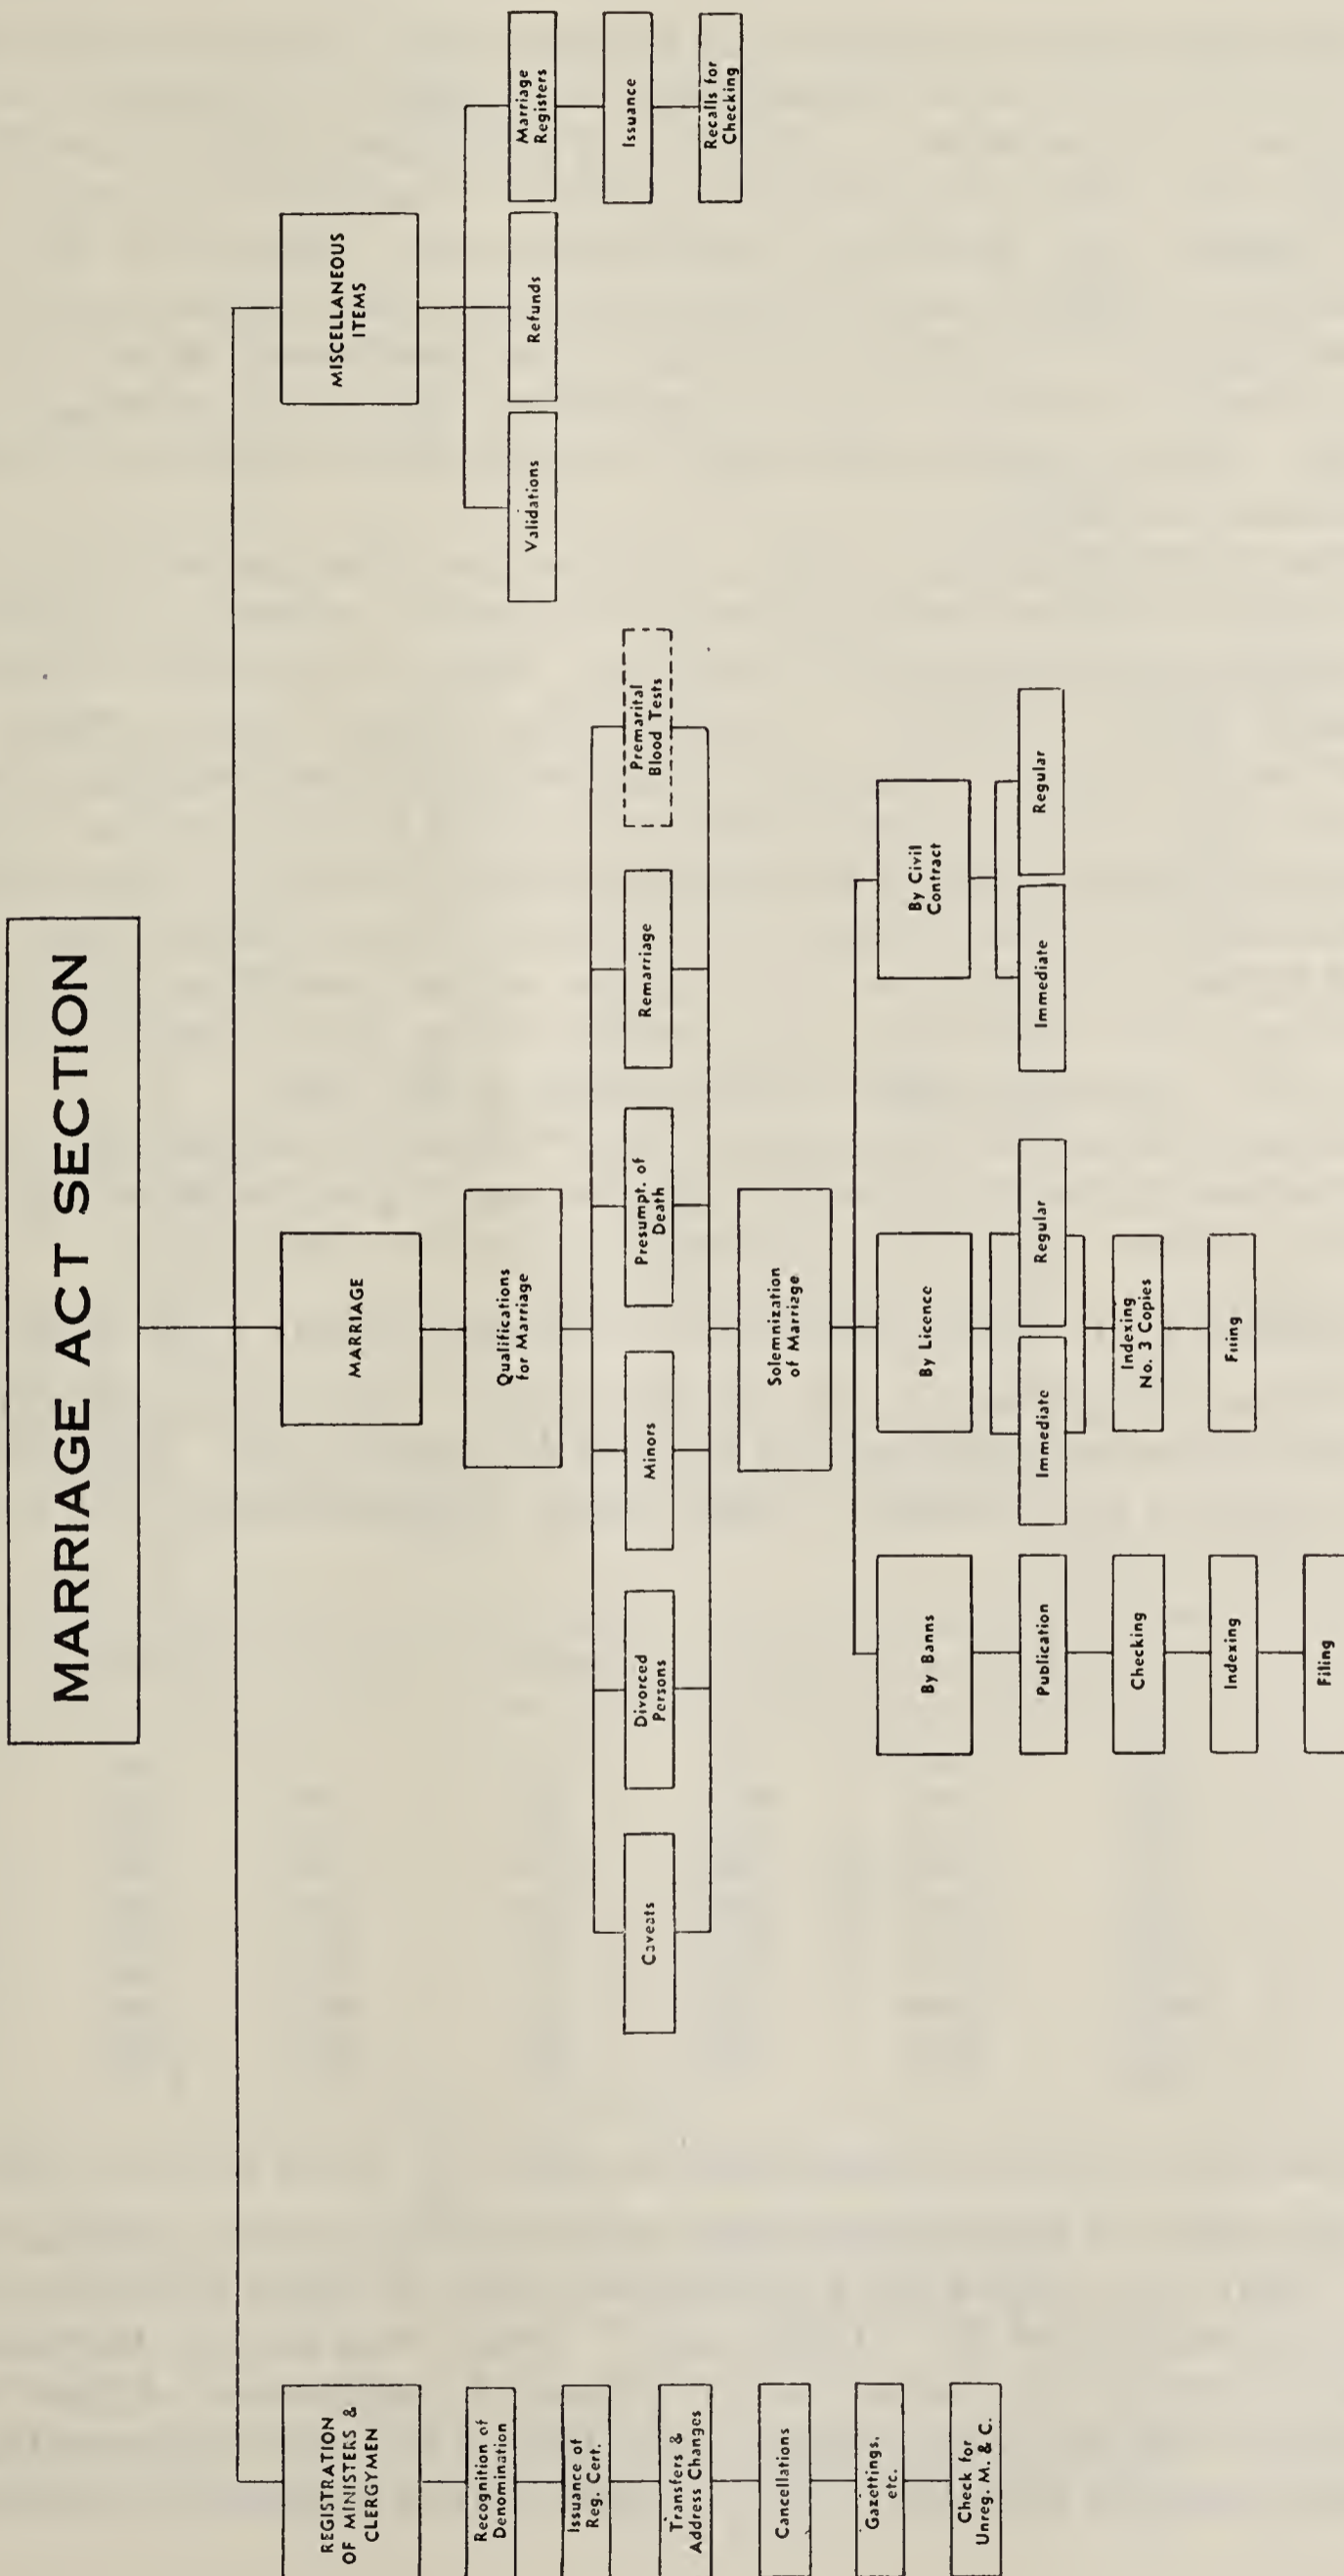 MARRIAGE ACT SECTION
REGISTRATION
OF MINISTERS &
CLERGYMEN
Recognition of
Denomination
Issuance of
Reg. Cert.
Transfers &
Address Changes
Cancellations
Gazettings,
etc.
Check for
Unreg. M. & C.
MARRIAGE
Qualifications
for Marriage
Caveats
Divorced
Persons
Minors
Presumpt. of
Death
Remarriage
Premarital
Blood Tests
Solemnization
of Marriage
By Banns
Publication
Checking
Indexing
Filing
By Licence
Immediate
Regular
Indexing
No. 3 Copies
Filing
By Civil
Contract
Immediate
Regular
MISCELLANEOUS
ITEMS
Validations
Refunds
Marriage
Registers
Issuance
Recalls for
Checking